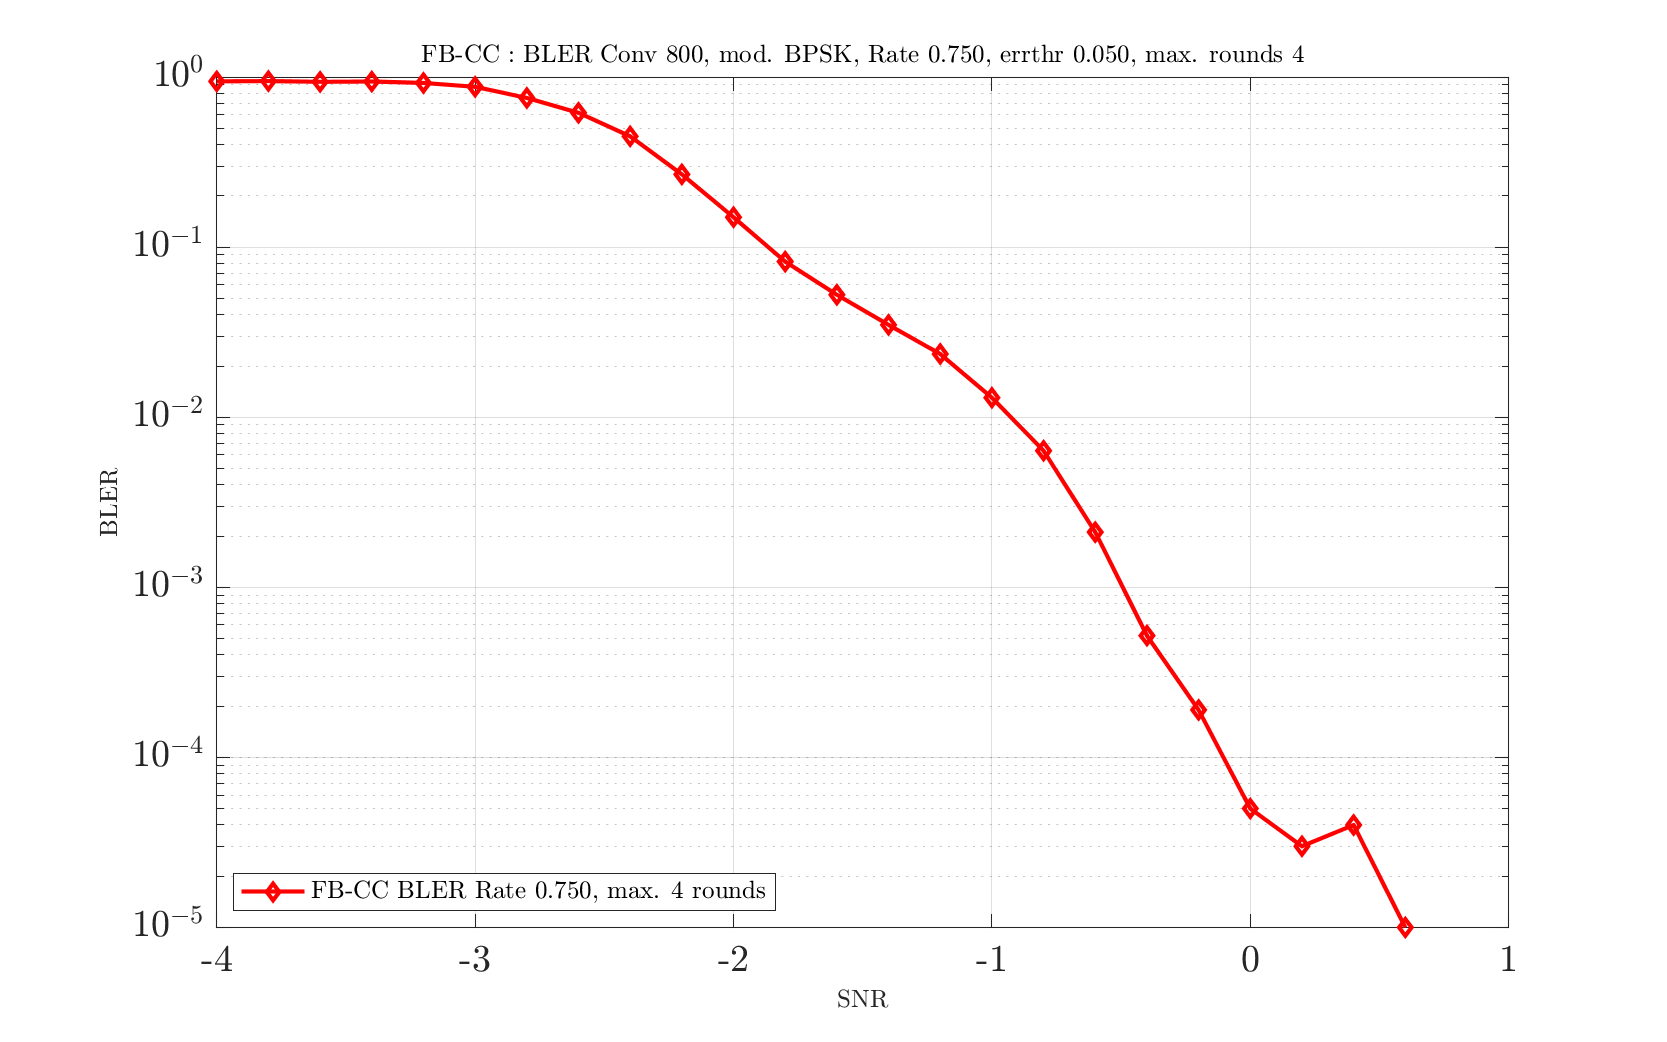 FB-CC : BLER Conv 800, mod. BPSK, Rate 0.750, errthr 0.050, max. rounds 4
10⁰
10⁻¹
10⁻²
10⁻³
10⁻⁴
10⁻⁵
BLER
FB-CC BLER Rate 0.750, max. 4 rounds
-4 -3 -2 -1 0 1
SNR